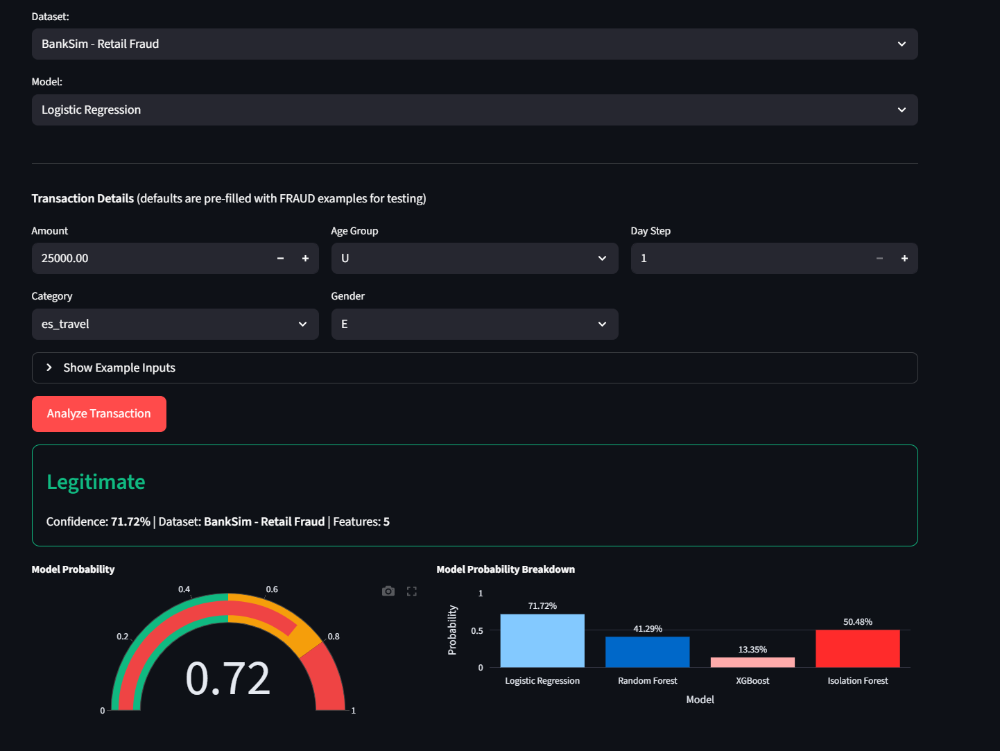 Dataset:
BankSim - Retail Fraud
Model:
Logistic Regression
Transaction Details (defaults are pre-filled with FRAUD examples for testing)
Amount
Age Group
Day Step
25000.00
U
1
Category
Gender
es_travel
E
Show Example Inputs
Analyze Transaction
Legitimate
Confidence: 71.72% | Dataset: BankSim - Retail Fraud | Features: 5
Model Probability
0
0.2
0.4
0.6
0.8
1
0.72
Model Probability Breakdown
Probability
1
0.5
0
71.72%
41.29%
13.35%
50.48%
Logistic Regression
Random Forest
XGBoost
Isolation Forest
Model